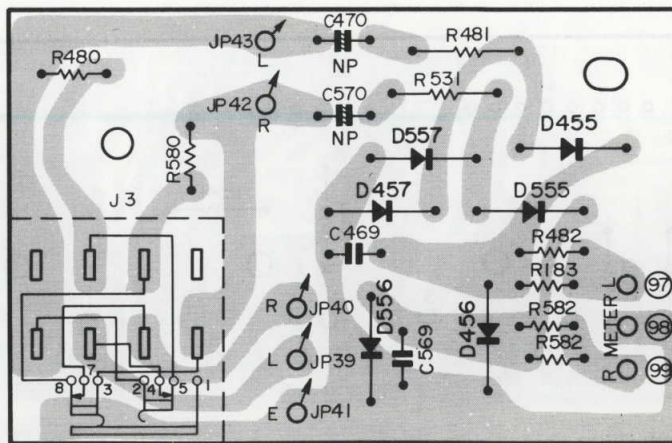 C470
R481
JP43
L
R480
NP
R531
C570
JP42
R
NP
D557
D455
R580
J3
D457
D555
C469
R482
R183
L
97
R JP40
D556
D456
R582
METER
98
L JP39
C569
R582
R
99
E JP41
8 7 3 2 4 5 1